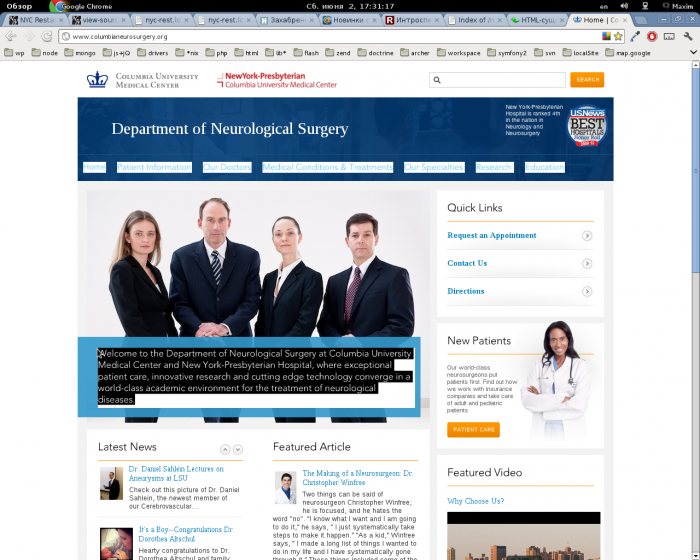 Обзор Google Chrome Сб. июня 2, 17:31:17 en Maxim
NYC Resta view-sour nyc-rest.lo nyc-rest.lo Захабрен Новинки с Интроспе Index of /m HTML-сущ Home | Co
www.columbianeurosurgery.org
wp node mongo js+jQ drivers *nix php html lib* flash zend doctrine archer workspace symfony2 svn localSite map.google
COLUMBIA UNIVERSITY
MEDICAL CENTER
NewYork-Presbyterian
Columbia University Medical Center
SEARCH
Department of Neurological Surgery
New York-Presbyterian
Hospital is ranked 4th
in the nation in
Neurology and
Neurosurgery.
U.S.News
BEST
HOSPITALS
Home Patient Information Our Doctors Medical Conditions & Treatments Our Specialties Research Education
Welcome to the Department of Neurological Surgery at Columbia University
Medical Center and New York-Presbyterian Hospital, where exceptional
patient care, innovative research and cutting edge technology converge in a
world-class academic environment for the treatment of neurological
diseases.
Quick Links
Request an Appointment
Contact Us
Directions
New Patients
Our world-class
neurosurgeons put
patients first. Find out how
we work with insurance
companies and take care
of adult and pediatric
patients.
PATIENT CARE
Latest News
Dr. Daniel Sahlein Lectures on
Aneurysms at LSU
Check out this picture of Dr. Daniel
Sahlein, the newest member of
our Cerebrovascular...
It's a Boy--Congratulations Dr.
Dorothea Altschul
Hearty congratulations to Dr.
Dorothea Altschul and family
Featured Article
The Making of a Neurosurgeon: Dr.
Christopher Winfree
Two things can be said of
neurosurgeon Christopher Winfree;
he is focused, and he hates the
word "no". "I know what I want and I am going
to do it," he says, " I just systematically take
steps to make it happen." "As a kid," Winfree
says, " I made a long list of things I wanted to
do in my life and I have systematically gone
Featured Video
Why Choose Us?